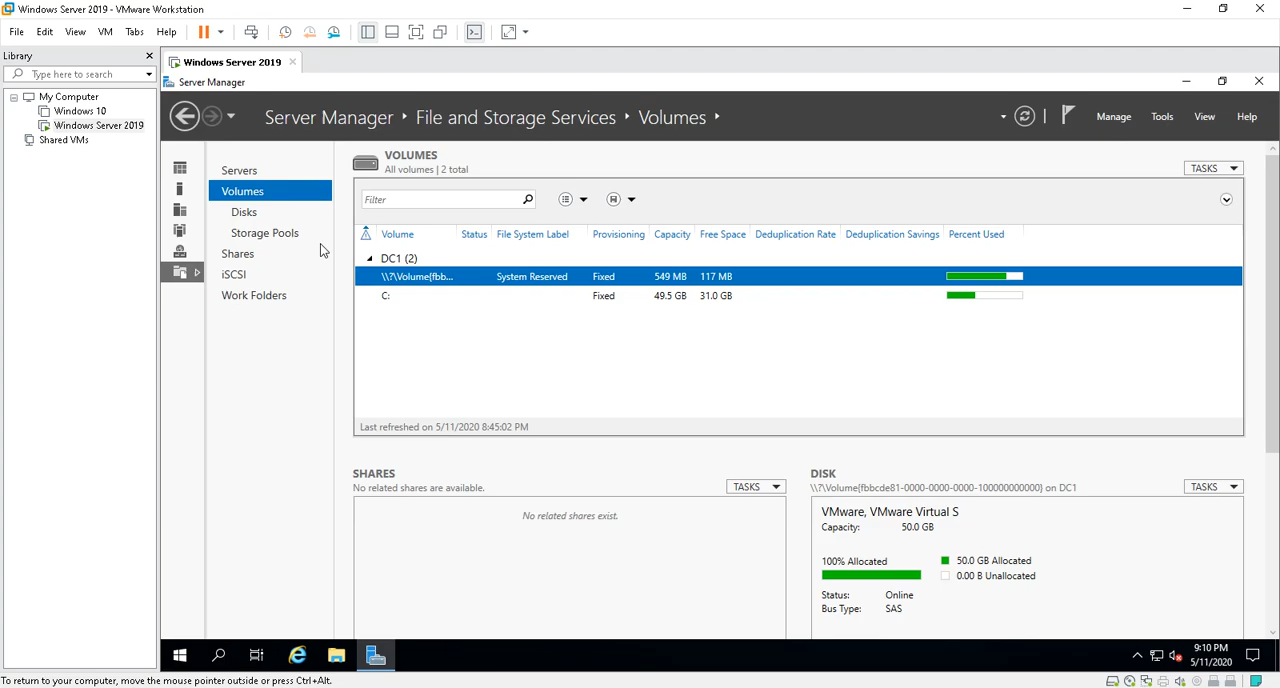 Windows Server 2019 - VMware Workstation
File Edit View VM Tabs Help
Library
Type here to search
My Computer
Windows 10
Windows Server 2019
Shared VMs
Windows Server 2019
Server Manager
Server Manager File and Storage Services Volumes Manage Tools View Help
Servers
Volumes
Disks
Storage Pools
Shares
iSCSI
Work Folders
VOLUMES
All volumes | 2 total
TASKS
Filter
Volume Status File System Label Provisioning Capacity Free Space Deduplication Rate Deduplication Savings Percent Used
DC1 (2)
\\?\Volume{fbb... System Reserved Fixed 549 MB 117 MB
C: Fixed 49.5 GB 31.0 GB
Last refreshed on 5/11/2020 8:45:02 PM
SHARES
No related shares are available.
TASKS
No related shares exist.
DISK
\\?\Volume{fbbcde81-0000-0000-0000-100000000000} on DC1
TASKS
VMware, VMware Virtual S
Capacity: 50.0 GB
100% Allocated
50.0 GB Allocated
0.00 B Unallocated
Status: Online
Bus Type: SAS
9:10 PM
5/11/2020
To return to your computer, move the mouse pointer outside or press Ctrl+Alt.